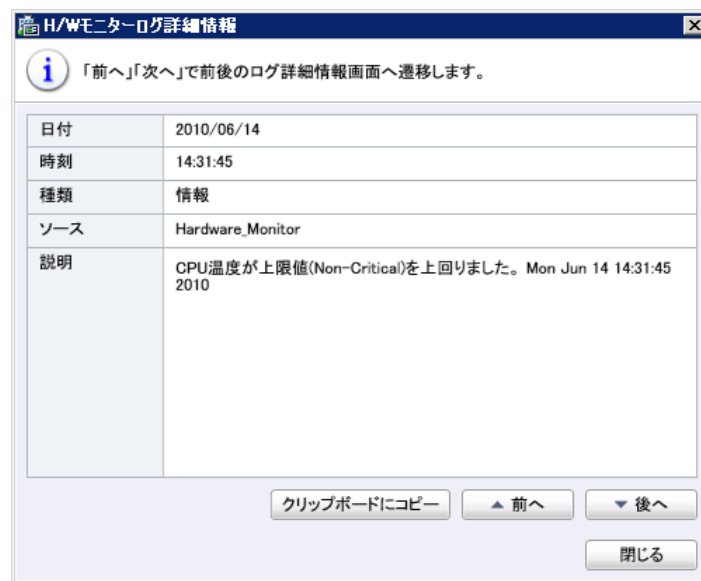 H/Wモニターログ詳細情報
「前へ」「次へ」で前後のログ詳細情報画面へ遷移します。
日付 2010/06/14
時刻 14:31:45
種類 情報
ソース Hardware_Monitor
説明 CPU温度が上限値(Non-Critical)を上回りました。 Mon Jun 14 14:31:45
2010
クリップボードにコピー ▲ 前へ ▼ 後へ
閉じる